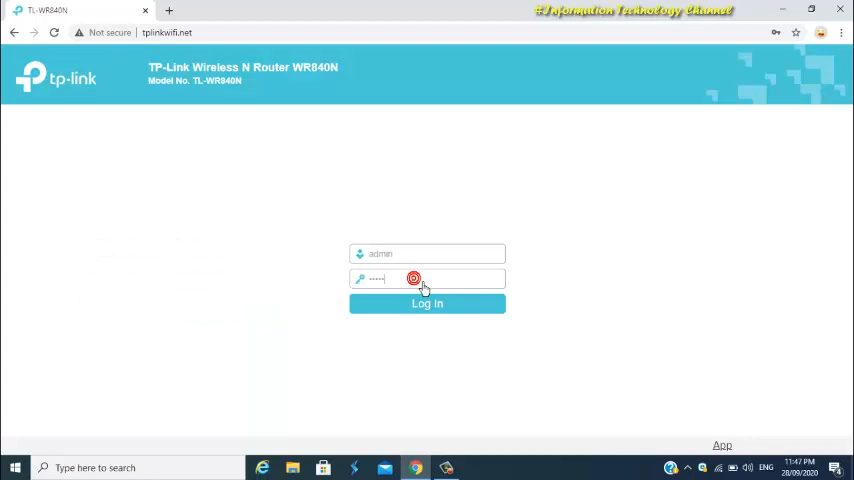 TL-WR840N
#Information Technology Channel
Not secure
tplinkwifi.net
tp-link
TP-Link Wireless N Router WR840N
Model No. TL-WR840N
admin
-----
Log In
App
Type here to search
ENG
11:47 PM
28/09/2020
4